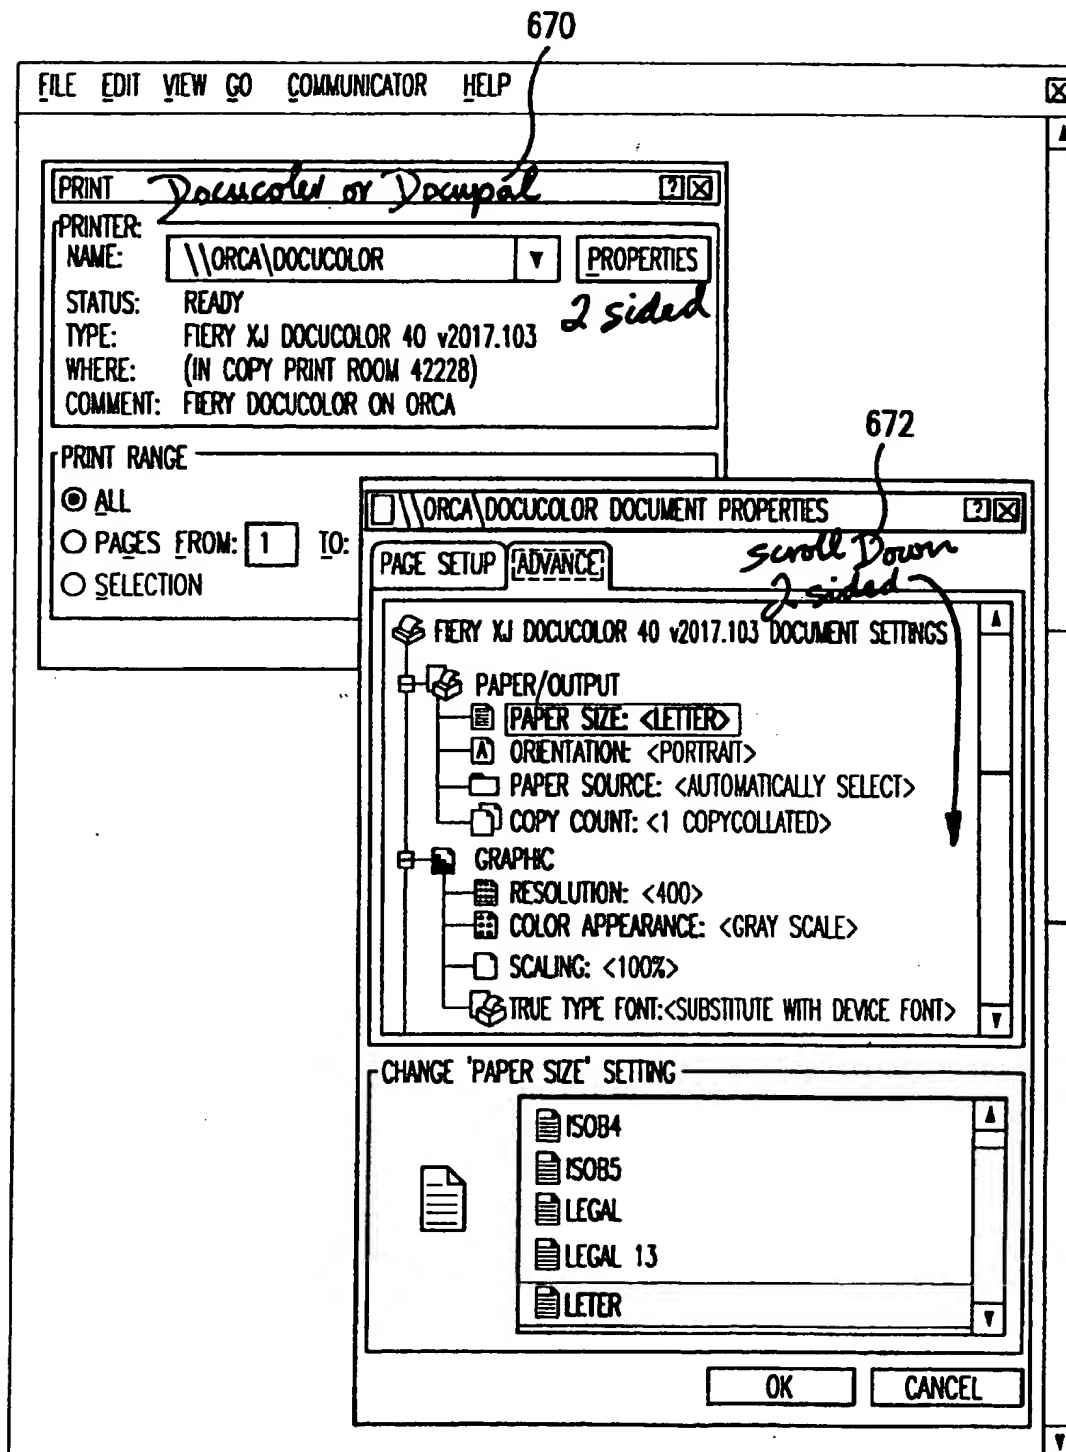 670
FILE EDIT VIEW GO COMMUNICATOR HELP
PRINT Docucolor or Docupal
PRINTER:
NAME: \\ORCA\DOCUCOLOR PROPERTIES
2 sided
STATUS: READY
TYPE: FIERY XJ DOCUCOLOR 40 v2017.103
WHERE: (IN COPY PRINT ROOM 42228)
COMMENT: FIERY DOCUCOLOR ON ORCA
672
PRINT RANGE
ALL
PAGES FROM: 1 TO:
SELECTION
\\ORCA\DOCUCOLOR DOCUMENT PROPERTIES
PAGE SETUP ADVANCE
scroll Down
2 sided
FIERY XJ DOCUCOLOR 40 v2017.103 DOCUMENT SETTINGS
PAPER/OUTPUT
PAPER SIZE: <LETTER>
ORIENTATION: <PORTRAIT>
PAPER SOURCE: <AUTOMATICALLY SELECT>
COPY COUNT: <1 COPYCOLLATED>
GRAPHIC
RESOLUTION: <400>
COLOR APPEARANCE: <GRAY SCALE>
SCALING: <100%>
TRUE TYPE FONT:<SUBSTITUTE WITH DEVICE FONT>
CHANGE 'PAPER SIZE' SETTING
ISOB4
ISOB5
LEGAL
LEGAL 13
LETER
OK CANCEL